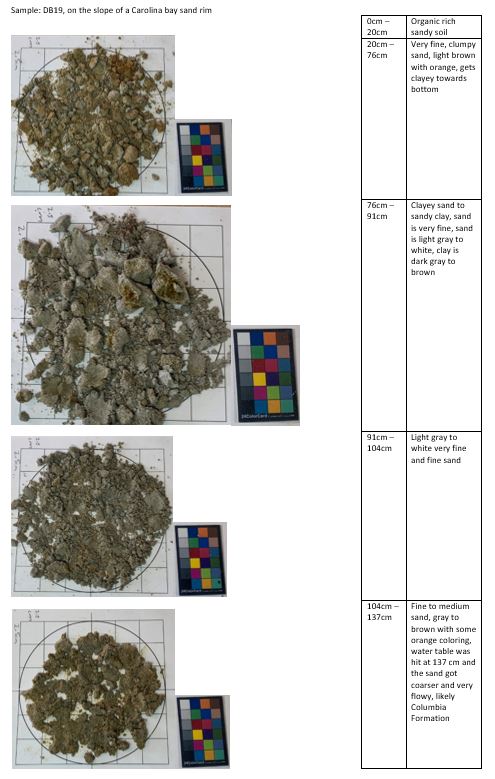 Sample: DB19, on the slope of a Carolina bay sand rim
0cm –
20cm
Organic rich
sandy soil
20cm –
76cm
Very fine, clumpy
sand, light brown
with orange, gets
clayey towards
bottom
76cm –
91cm
Clayey sand to
sandy clay, sand
is very fine, sand
is light gray to
white, clay is
dark gray to
brown
91cm –
104cm
Light gray to
white very fine
and fine sand
104cm –
137cm
Fine to medium
sand, gray to
brown with some
orange coloring,
water table was
hit at 137 cm and
the sand got
coarser and very
flowy, likely
Columbia
Formation